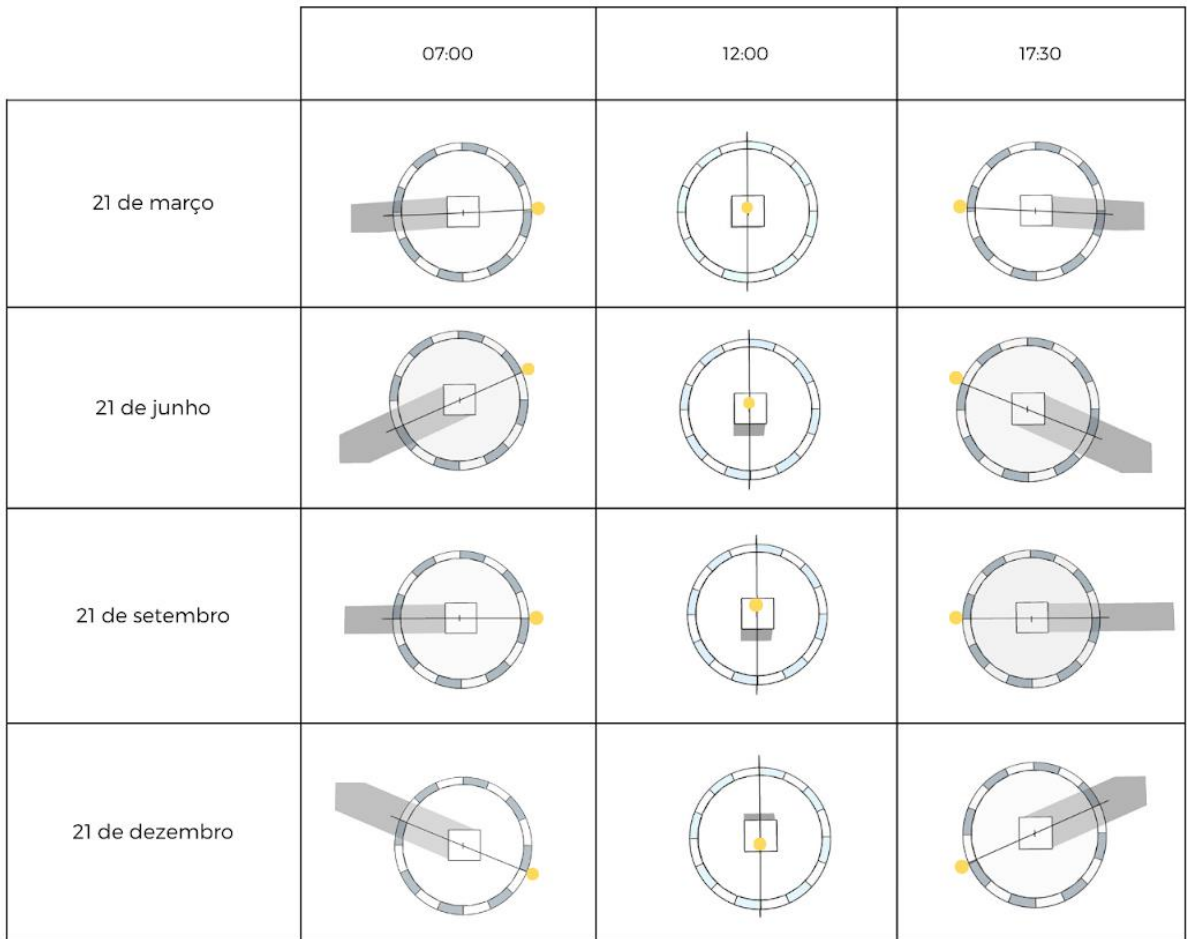 07:00
12:00
17:30
21 de março
21 de junho
21 de setembro
21 de dezembro